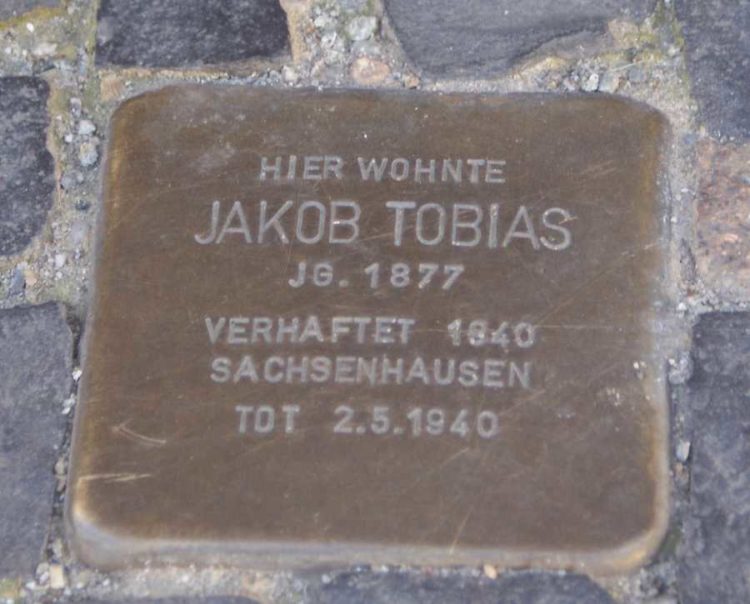 HIER WOHNTE
JAKOB TOBIAS
JG. 1877
VERHAFTET 1940
SACHSENHAUSEN
TOT 2.5.1940